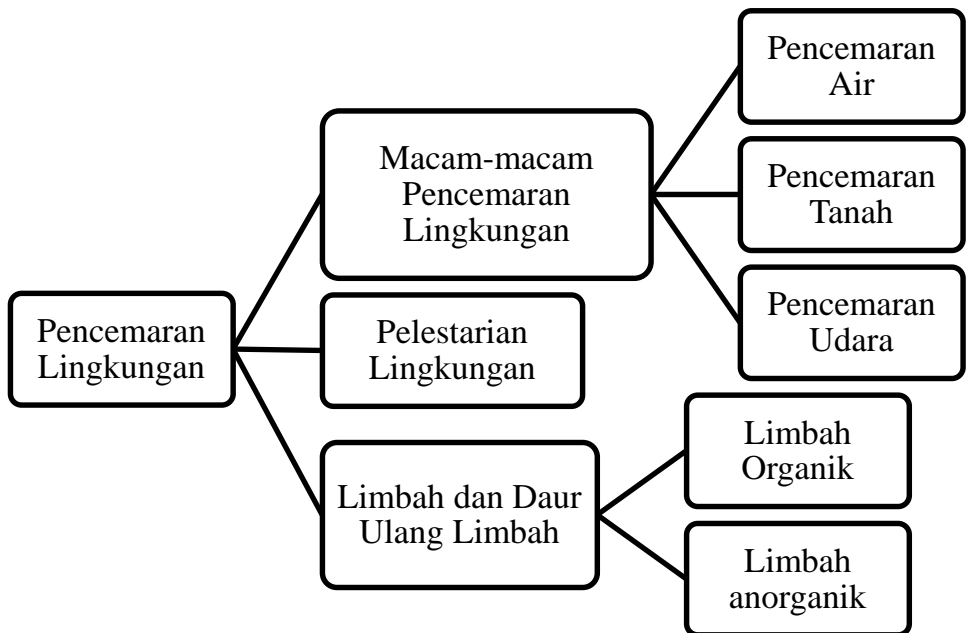 Pencemaran
Lingkungan
Macam-macam
Pencemaran
Lingkungan
Pencemaran
Air
Pencemaran
Tanah
Pencemaran
Udara
Pelestarian
Lingkungan
Limbah dan Daur
Ulang Limbah
Limbah
Organik
Limbah
anorganik